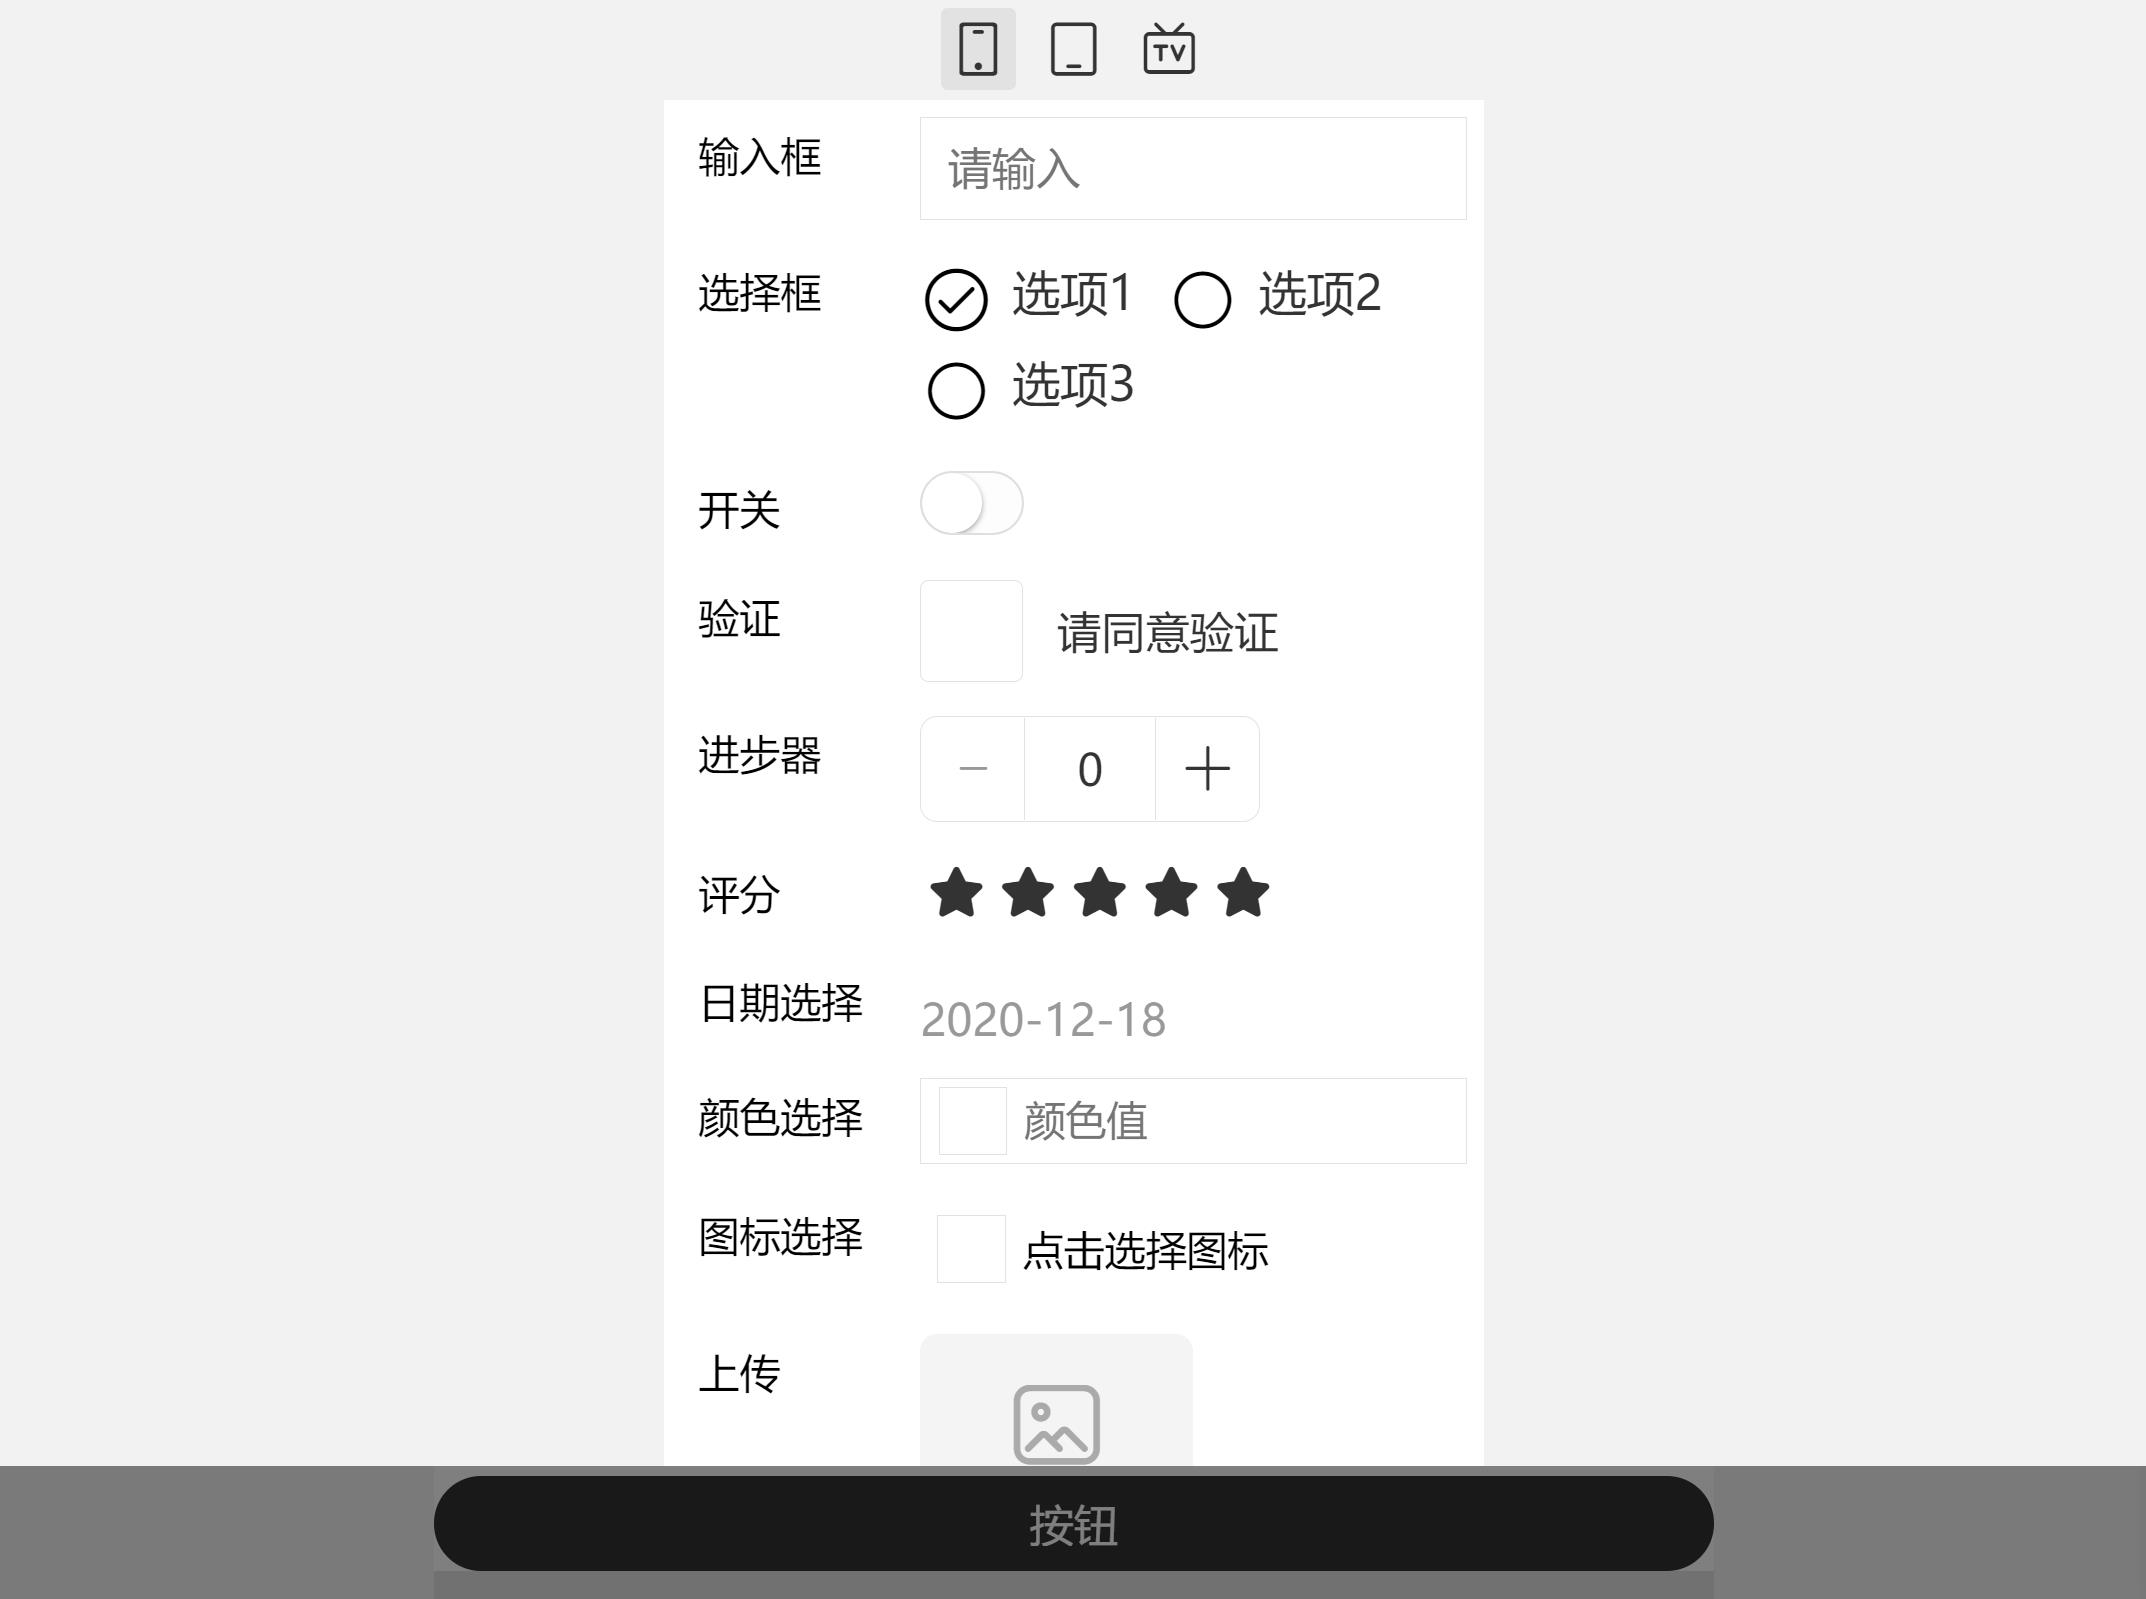 TV
输入框 请输入
选择框 选项1 选项2
选项3
开关
验证 请同意验证
进步器 0
评分
日期选择 2020-12-18
颜色选择 颜色值
图标选择 点击选择图标
上传
按钮